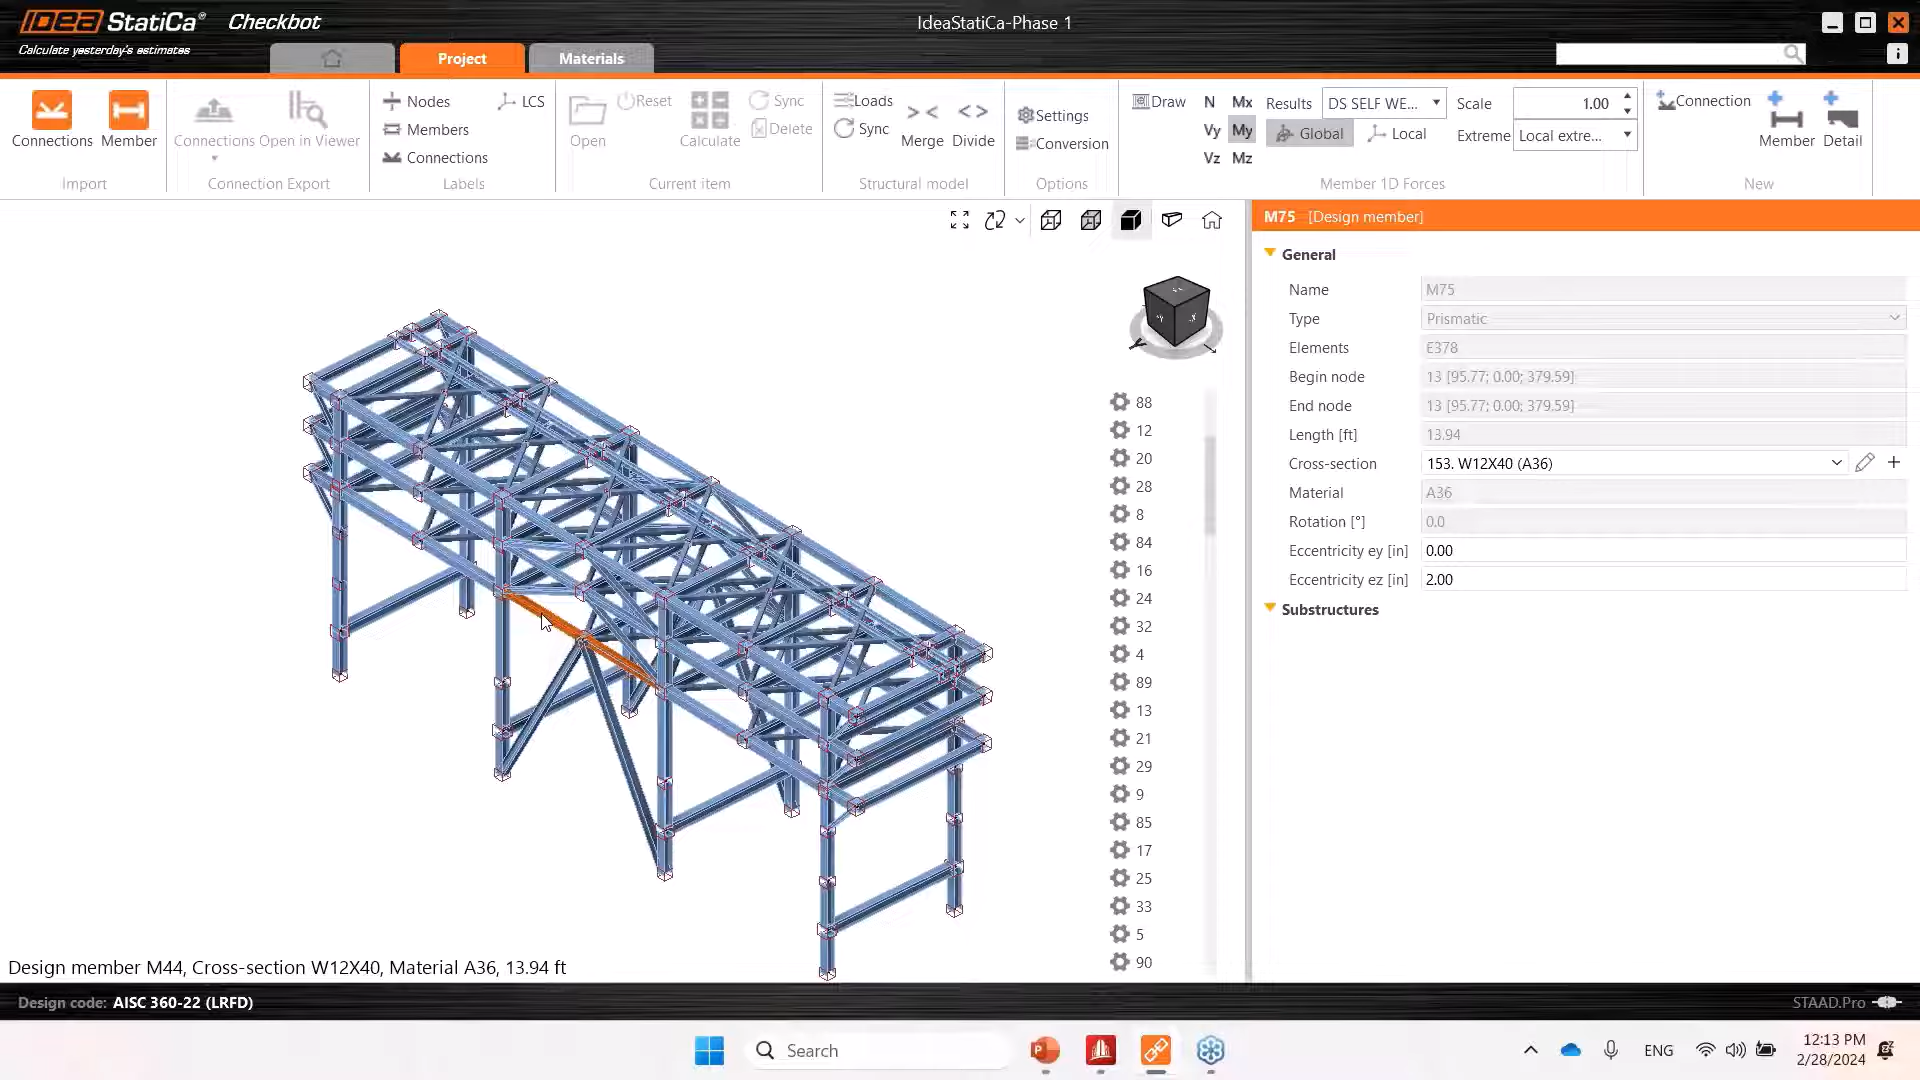 IDEA StatiCa® Checkbot
Calculate yesterday's estimates
IdeaStatiCa-Phase 1
Project
Materials
Connections
Member
Import
Connections
Open in Viewer
Connection Export
Nodes
LCS
Members
Connections
Labels
Open
Reset
Calculate
Sync
Delete
Current item
Loads
Sync
Merge
Divide
Structural model
Settings
Conversion
Options
Draw
N Mx
Vy My
Vz Mz
Results DS SELF WE...
Global Local
Scale 1.00
Extreme Local extre...
Member 1D Forces
Connection
Member
Detail
New
M75 [Design member]
General
Name M75
Type Prismatic
Elements E378
Begin node 13 [95.77; 0.00; 379.59]
End node 13 [95.77; 0.00; 379.59]
Length [ft] 13.94
Cross-section 153. W12X40 (A36)
Material A36
Rotation [°] 0.0
Eccentricity ey [in] 0.00
Eccentricity ez [in] 2.00
Substructures
88
12
20
28
8
84
16
24
32
4
89
13
21
29
9
85
17
25
33
5
90
Design member M44, Cross-section W12X40, Material A36, 13.94 ft
Design code: AISC 360-22 (LRFD)
STAAD.Pro
Search
ENG
12:13 PM
2/28/2024